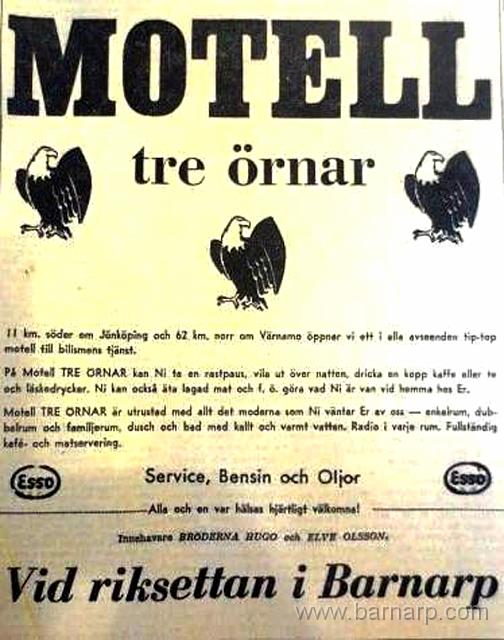 MOTELL
tre örnar
11 km. söder om Jönköping och 62 km. norr om Värnamo öppnar vi ett i alla avseenden tip-top
motell till bilismens tjänst.
På Motell TRE ÖRNAR kan Ni ta en rastpaus, vila ut över natten, dricka en kopp kaffe eller te
och läskedrycker. Ni kan också äta lagad mat och f. ö. göra vad Ni är van vid hemma hos Er.
Motell TRE ÖRNAR är utrustad med allt det moderna som Ni väntar Er av oss — enkelrum, dub-
belrum och familjerum, dusch och bad med kallt och varmt vatten. Radio i varje rum. Fullständig
kafé- och matservering.
Esso Service, Bensin och Oljor Esso
Alla och en var hälsas hjärtligt välkomna!
Innehavare BRÖDERNA HUGO och ELVE OLSSON.
Vid riksettan i Barnarp
www.barnarp.com